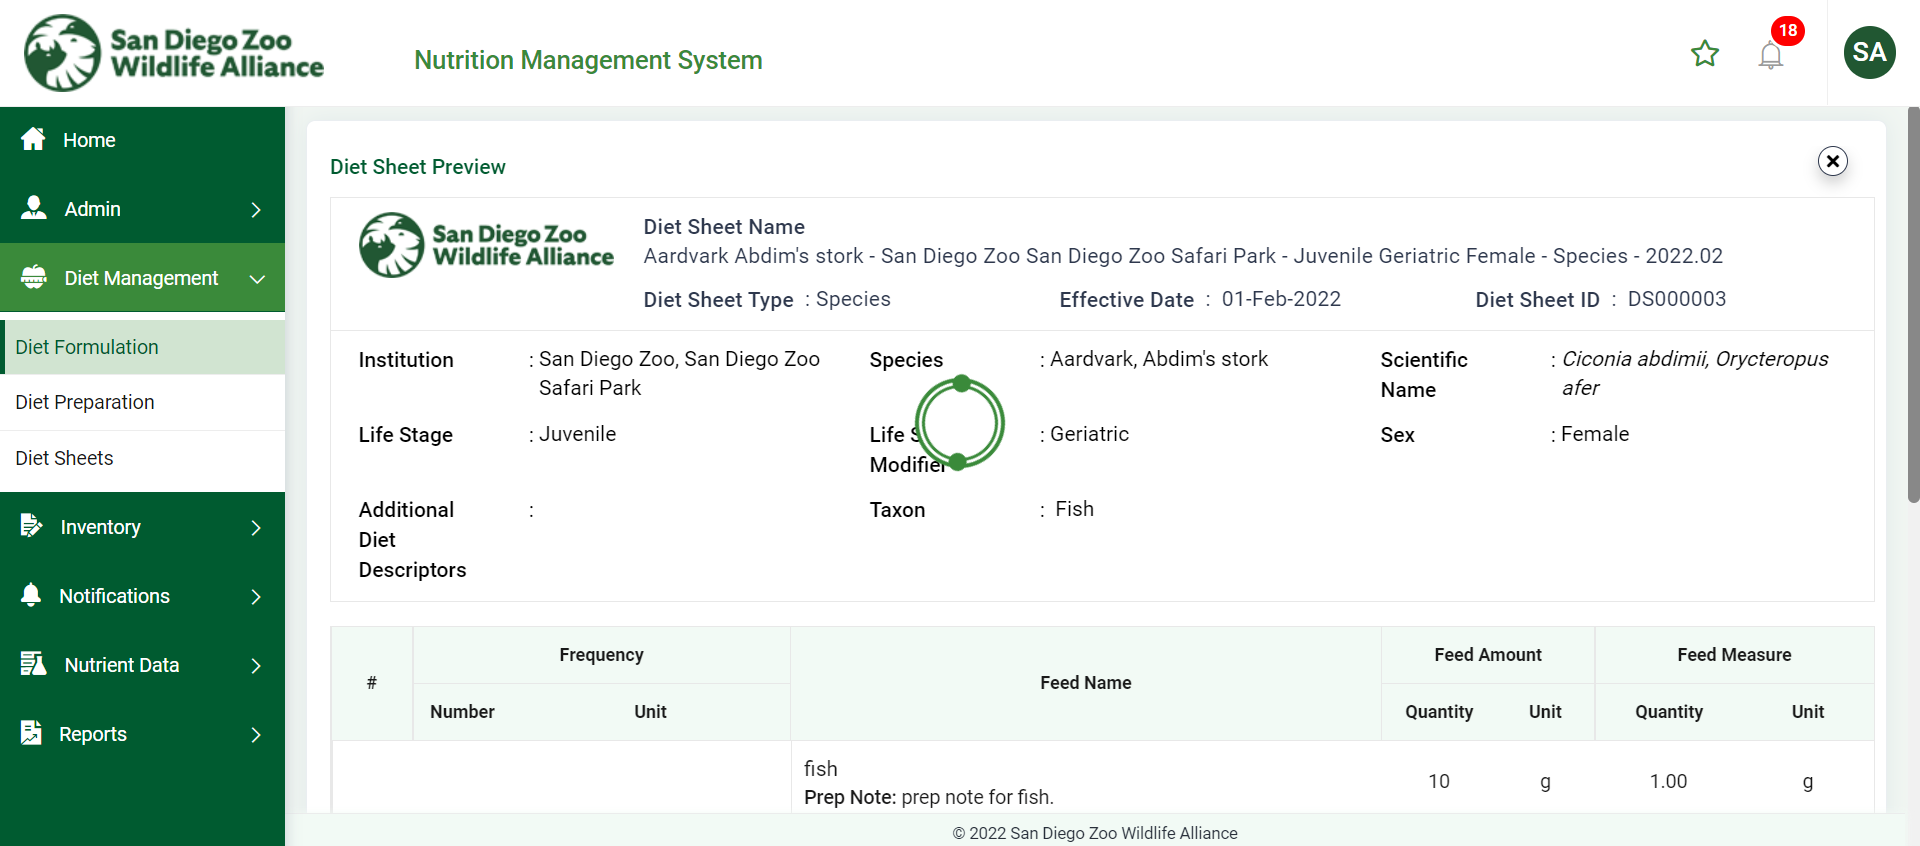 San Diego Zoo
Wildlife Alliance
Nutrition Management System
18
SA
Home
Admin
Diet Management
Diet Formulation
Diet Preparation
Diet Sheets
Inventory
Notifications
Nutrient Data
Reports
Diet Sheet Preview
San Diego Zoo
Wildlife Alliance
Diet Sheet Name
Aardvark Abdim's stork - San Diego Zoo San Diego Zoo Safari Park - Juvenile Geriatric Female - Species - 2022.02
Diet Sheet Type : Species Effective Date : 01-Feb-2022 Diet Sheet ID : DS000003
Institution : San Diego Zoo, San Diego Zoo
Safari Park
Species : Aardvark, Abdim's stork
Scientific
Name : Ciconia abdimii, Orycteropus
afer
Life Stage : Juvenile
Life
Modifier : Geriatric
Sex : Female
Additional
Diet
Descriptors :
Taxon : Fish
# Frequency Feed Name Feed Amount Feed Measure
Number Unit Quantity Unit Quantity Unit
fish
Prep Note: prep note for fish.
10 g 1.00 g
© 2022 San Diego Zoo Wildlife Alliance